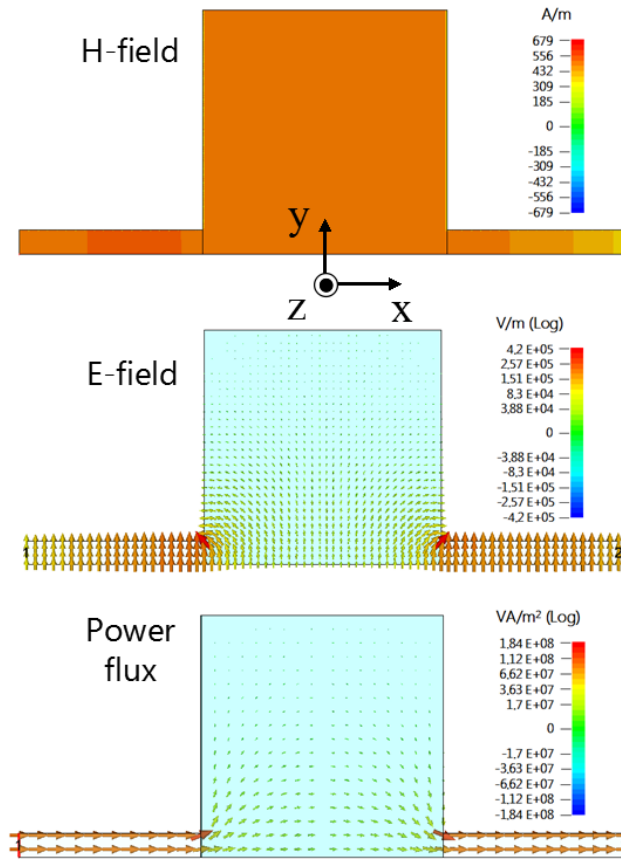 H-field
A/m
679
556
432
309
185
0
-185
-309
-432
-556
-679
y
z
x
E-field
V/m (Log)
4,2 E+05
2,57 E+05
1,51 E+05
8,3 E+04
3,88 E+04
0
-3,88 E+04
-8,3 E+04
-1,51 E+05
-2,57 E+05
-4,2 E+05
1
2
Power
flux
VA/m² (Log)
1.84 E+08
1,12 E+08
6,62 E+07
3,63 E+07
1,7 E+07
0
-1,7 E+07
-3,63 E+07
-6,62 E+07
-1,12 E+08
-1,84 E+08
1